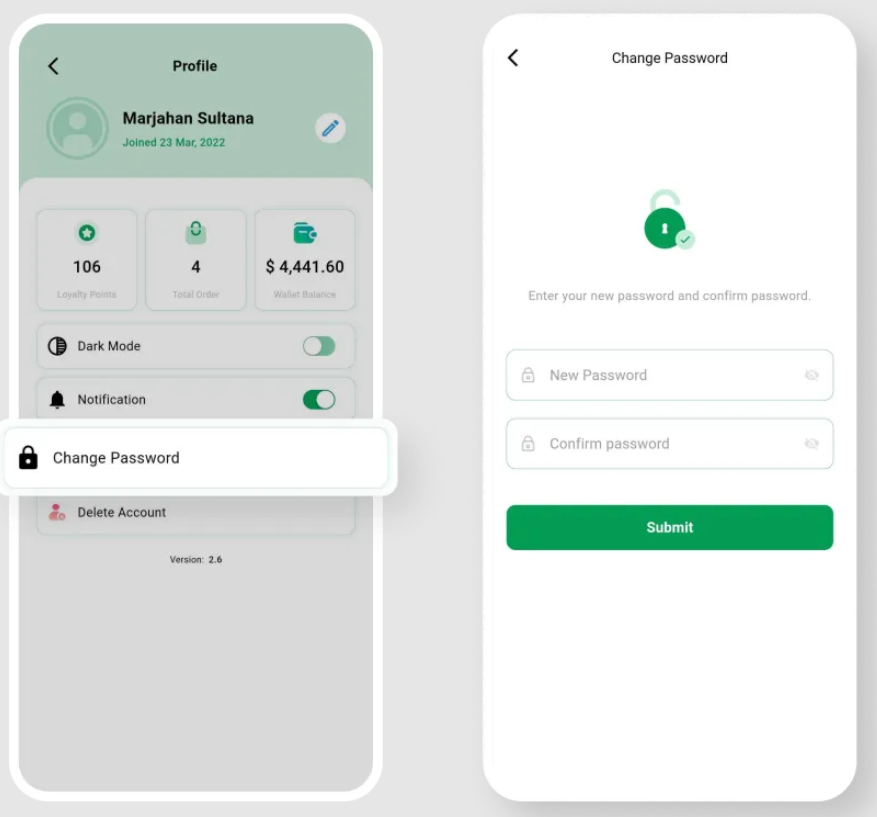 Profile
Marjahan Sultana
Joined 23 Mar, 2022
106
Loyalty Points
4
Total Order
$ 4,441.60
Wallet Balance
Dark Mode
Notification
Change Password
Delete Account
Version: 2.6
Change Password
Enter your new password and confirm password.
New Password
Confirm password
Submit